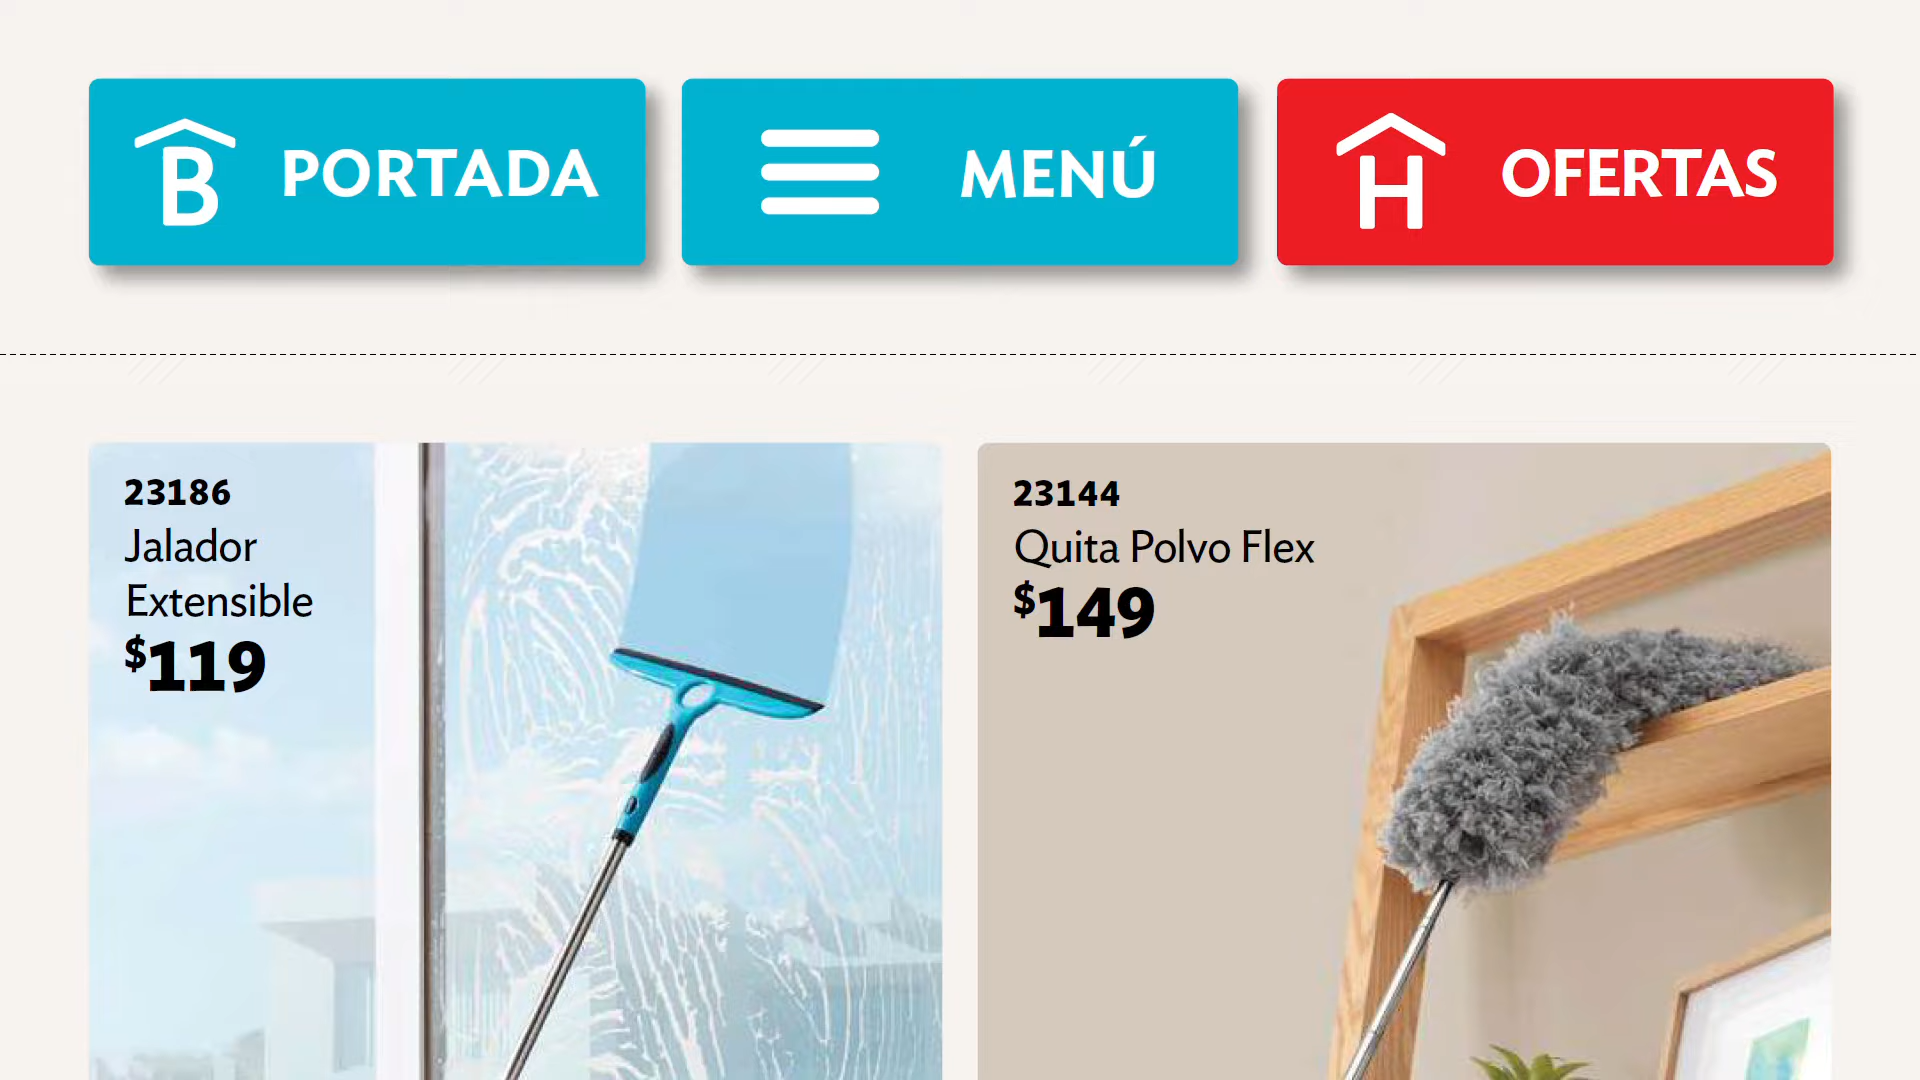 B PORTADA
MENÚ
H OFERTAS
23186
Jalador
Extensible
$119
23144
Quita Polvo Flex
$149